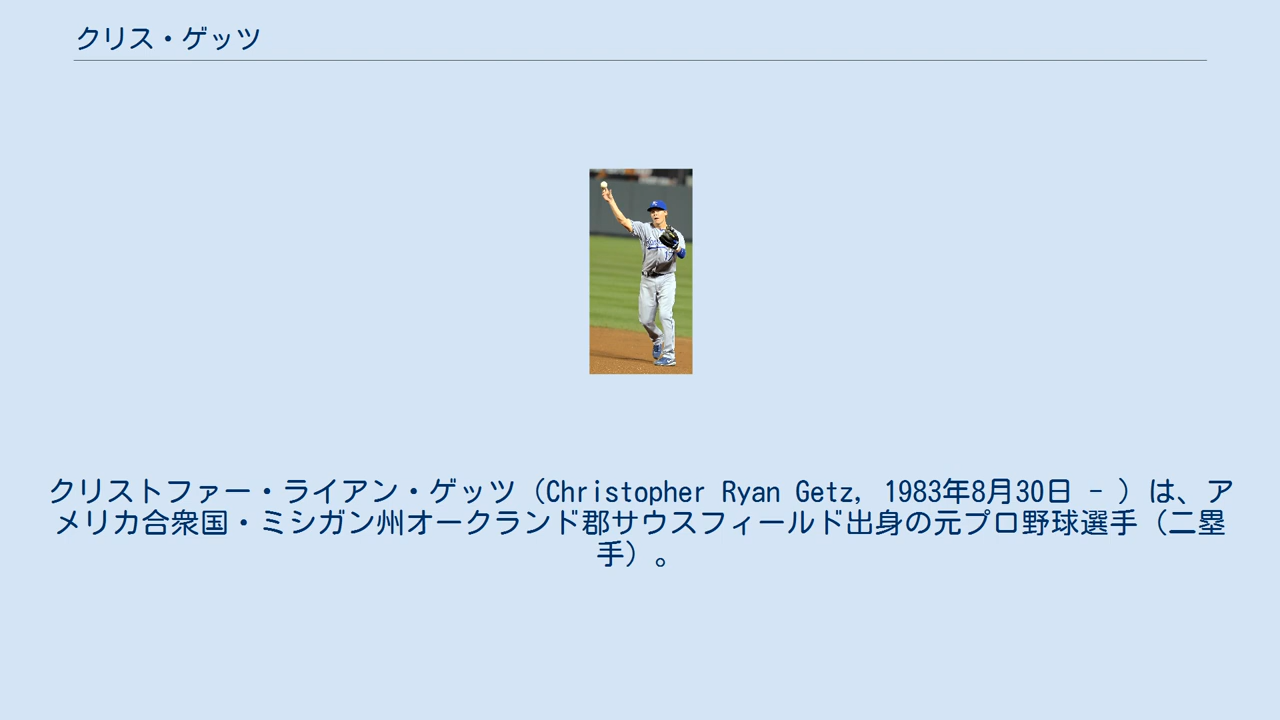 クリス・ゲッツ
クリストファー・ライアン・ゲッツ（Christopher Ryan Getz, 1983年8月30日 - ）は、ア
メリカ合衆国・ミシガン州オークランド郡サウスフィールド出身の元プロ野球選手（二塁
手）。